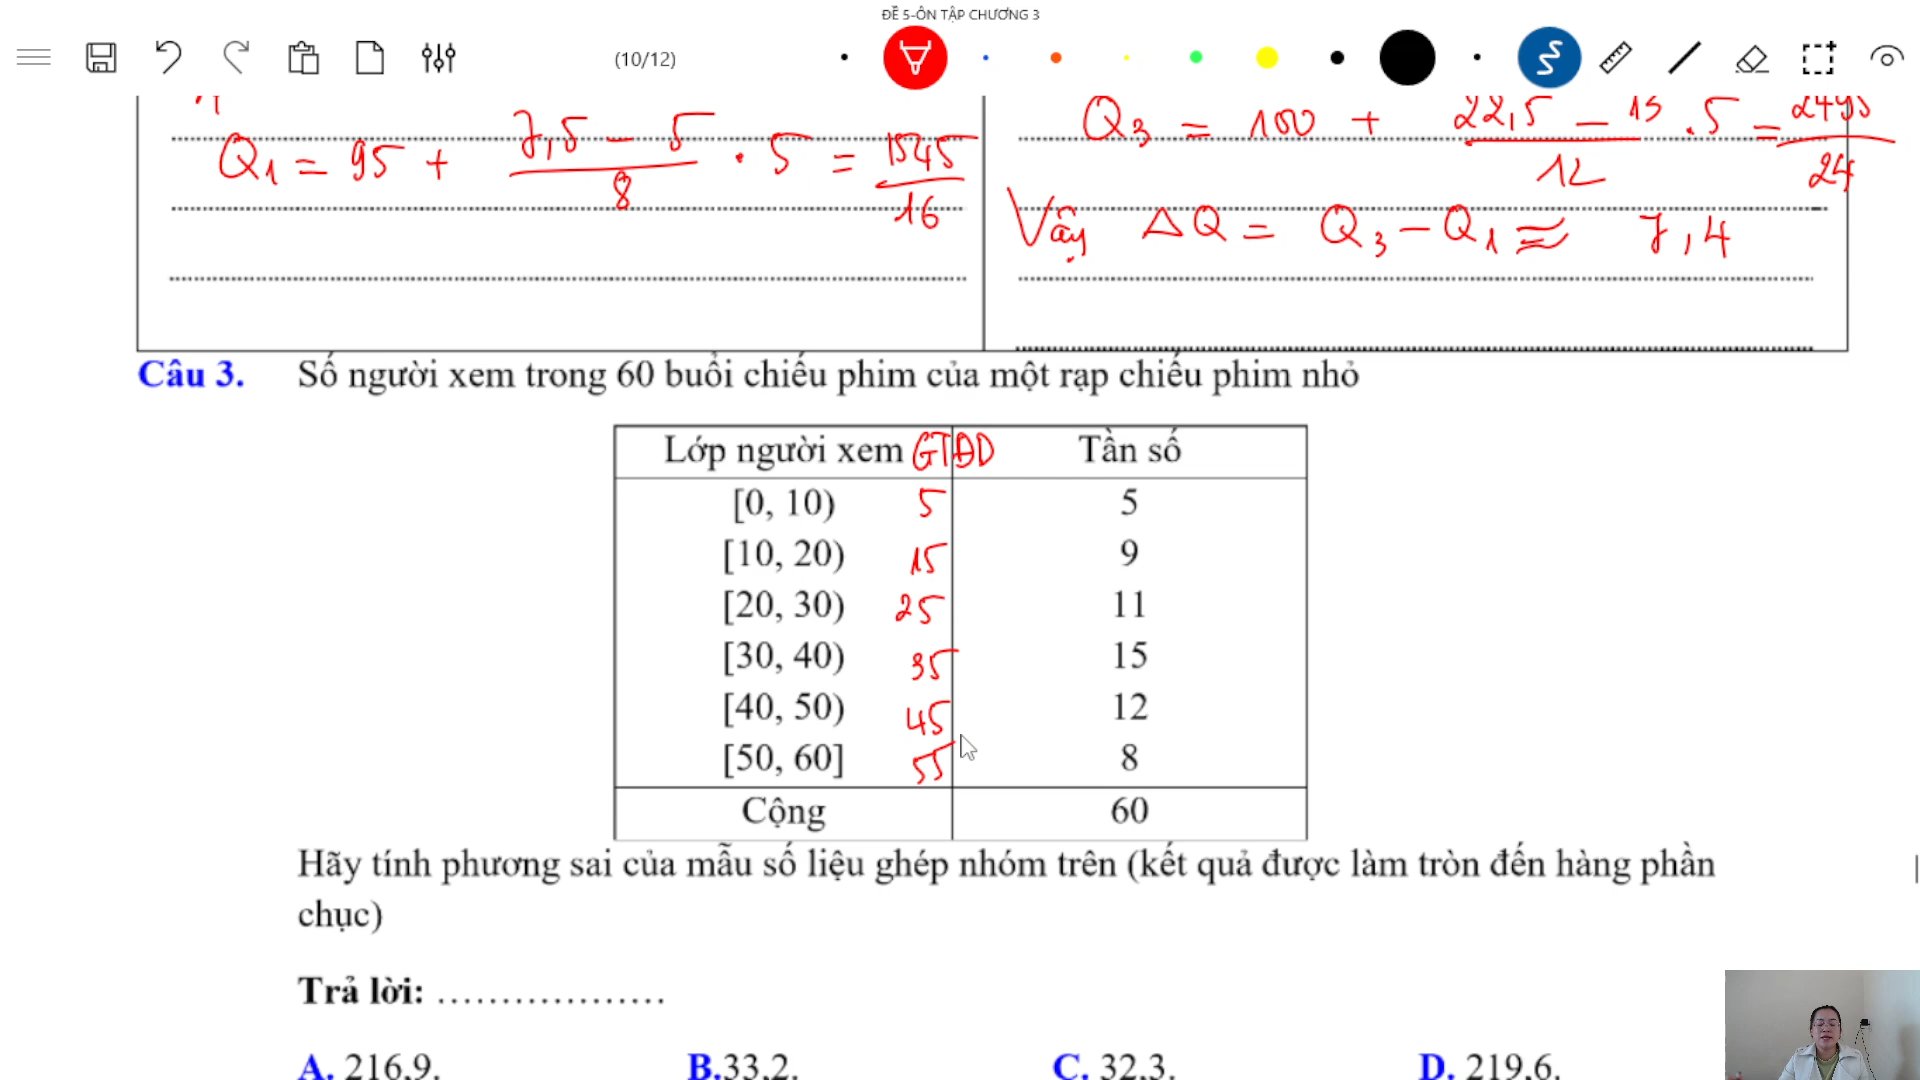 ĐỀ 5-ÔN TẬP CHƯƠNG 3
(10/12)
Q₁ = 95 + (7,5 − 5)/8 · 5 = 1545/16
Q₃ = 100 + (22,5 − 13)/12 · 5 = 2495/24
Vậy ΔQ = Q₃ − Q₁ ≈ 7,4
Câu 3. Số người xem trong 60 buổi chiếu phim của một rạp chiếu phim nhỏ
Lớp người xem GTĐD Tần số
[0, 10) 5 5
[10, 20) 15 9
[20, 30) 25 11
[30, 40) 35 15
[40, 50) 45 12
[50, 60] 55 8
Cộng 60
Hãy tính phương sai của mẫu số liệu ghép nhóm trên (kết quả được làm tròn đến hàng phần
chục)
Trả lời: ...................
A. 216,9. B.33,2. C. 32,3. D. 219,6.